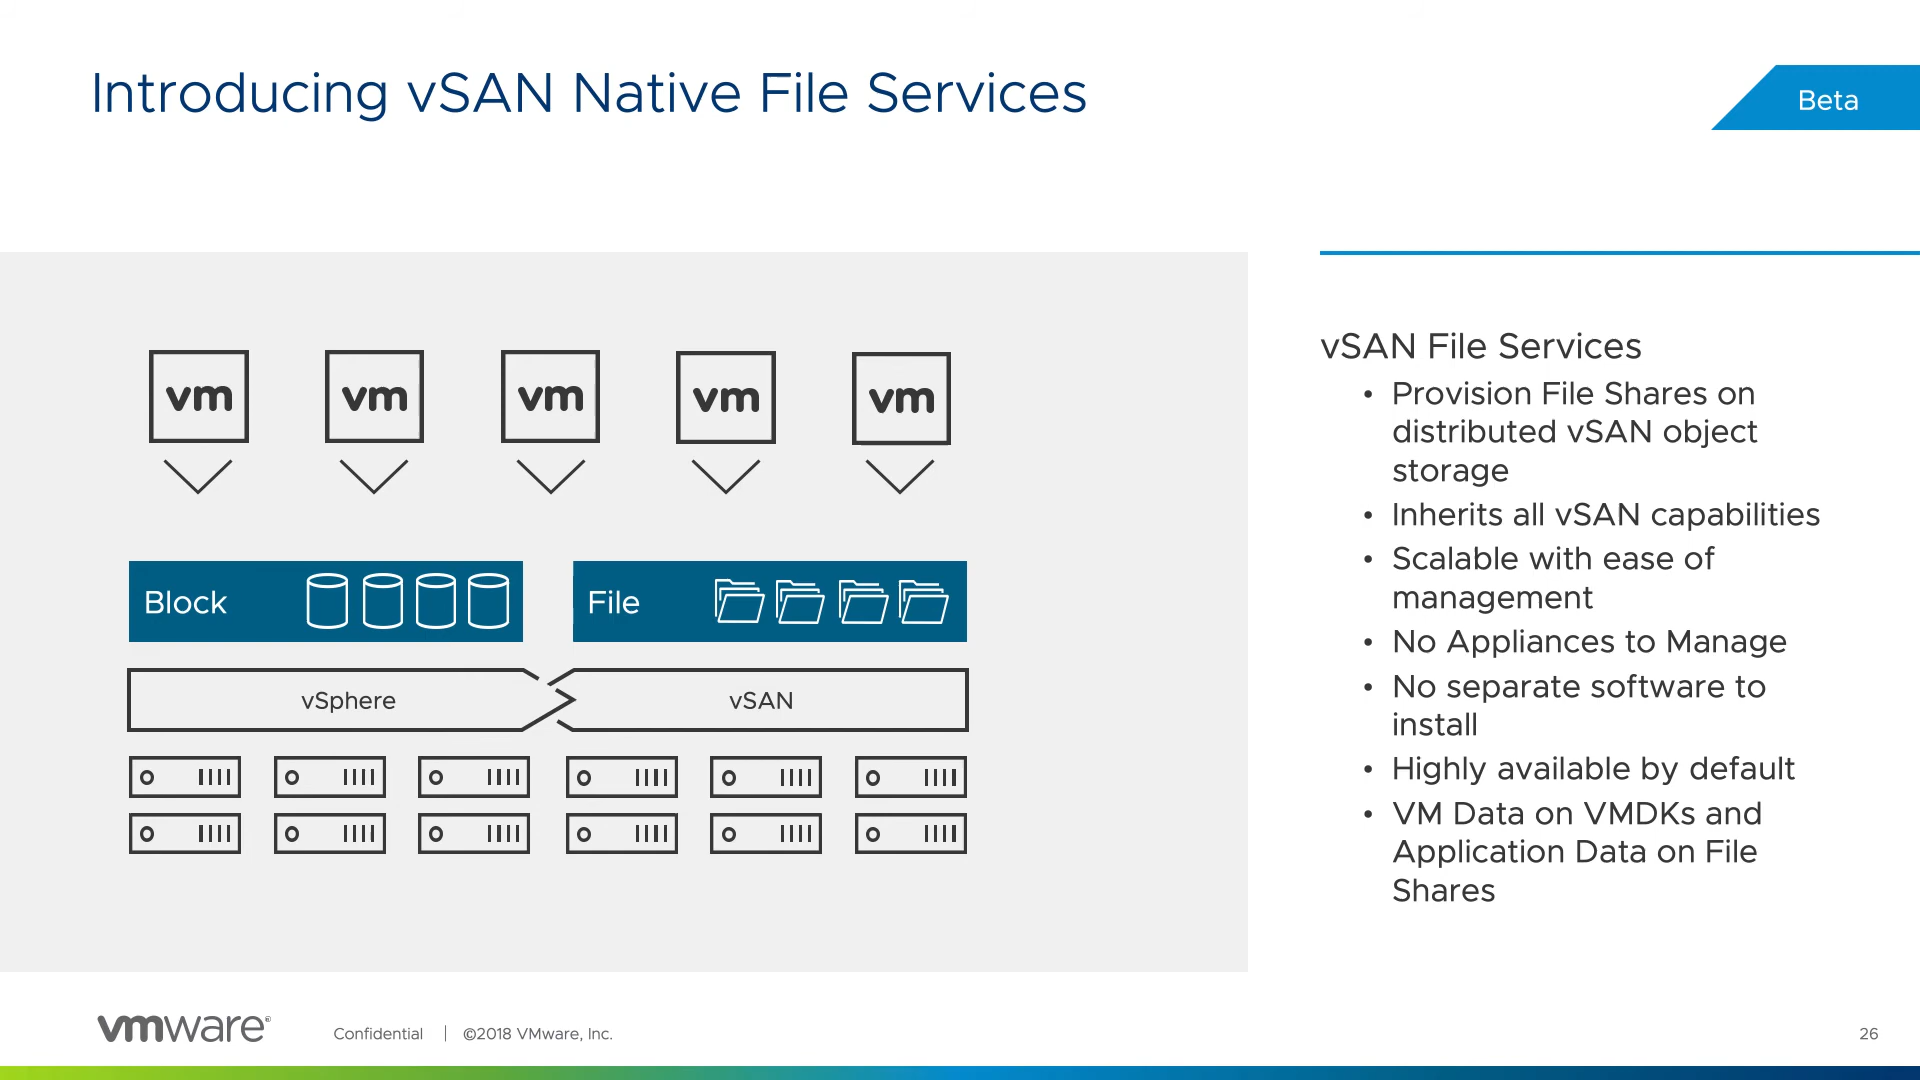 Introducing vSAN Native File Services
Beta
vm vm vm vm vm
Block
File
vSphere
vSAN
vSAN File Services
• Provision File Shares on
distributed vSAN object
storage
• Inherits all vSAN capabilities
• Scalable with ease of
management
• No Appliances to Manage
• No separate software to
install
• Highly available by default
• VM Data on VMDKs and
Application Data on File
Shares
vmware®
Confidential | ©2018 VMware, Inc.
26